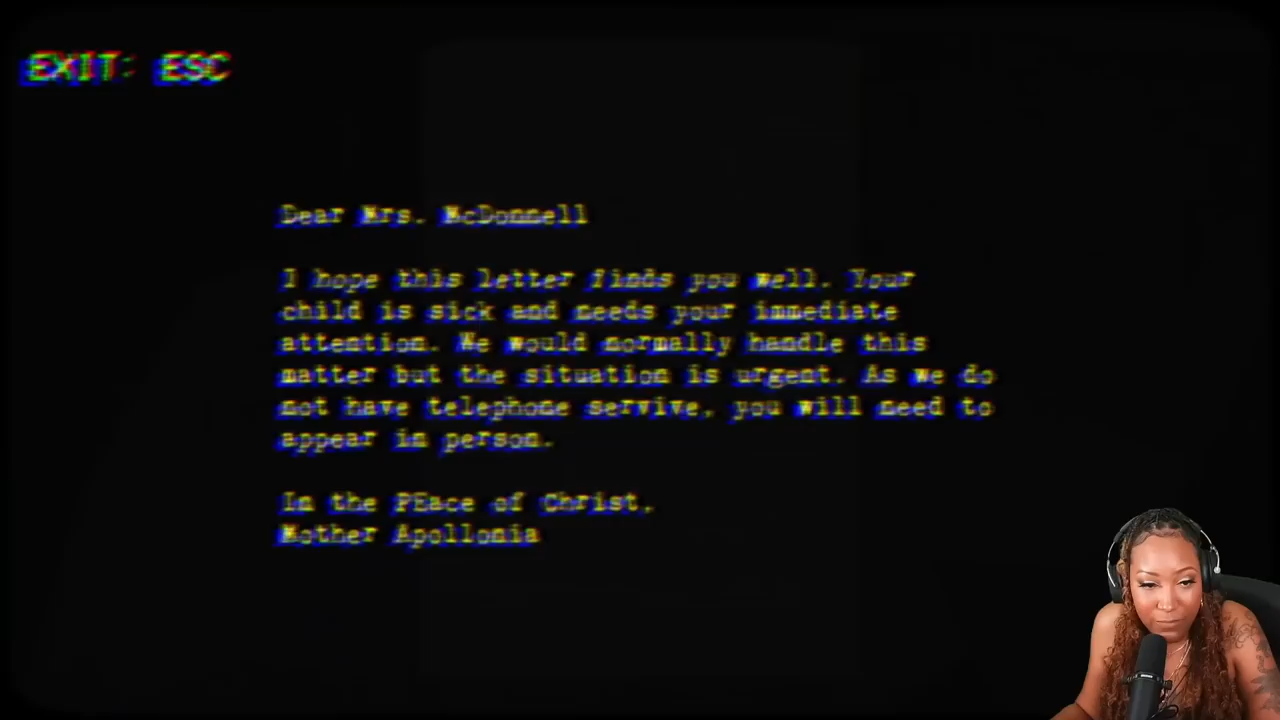 EXIT: ESC
Dear Mrs. McDonnell
I hope this letter finds you well. Your
child is sick and needs your immediate
attention. We would normally handle this
matter but the situation is urgent. As we do
not have telephone servive, you will need to
appear in person.
In the PEace of Christ,
Mother Apollonia